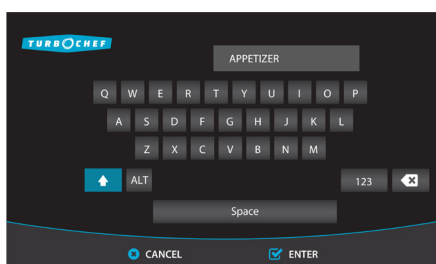 TURBOCHEF
APPETIZER
Q W E R T Y U I O P
A S D F G H J K L
Z X C V B N M
ALT 123
Space
CANCEL ENTER